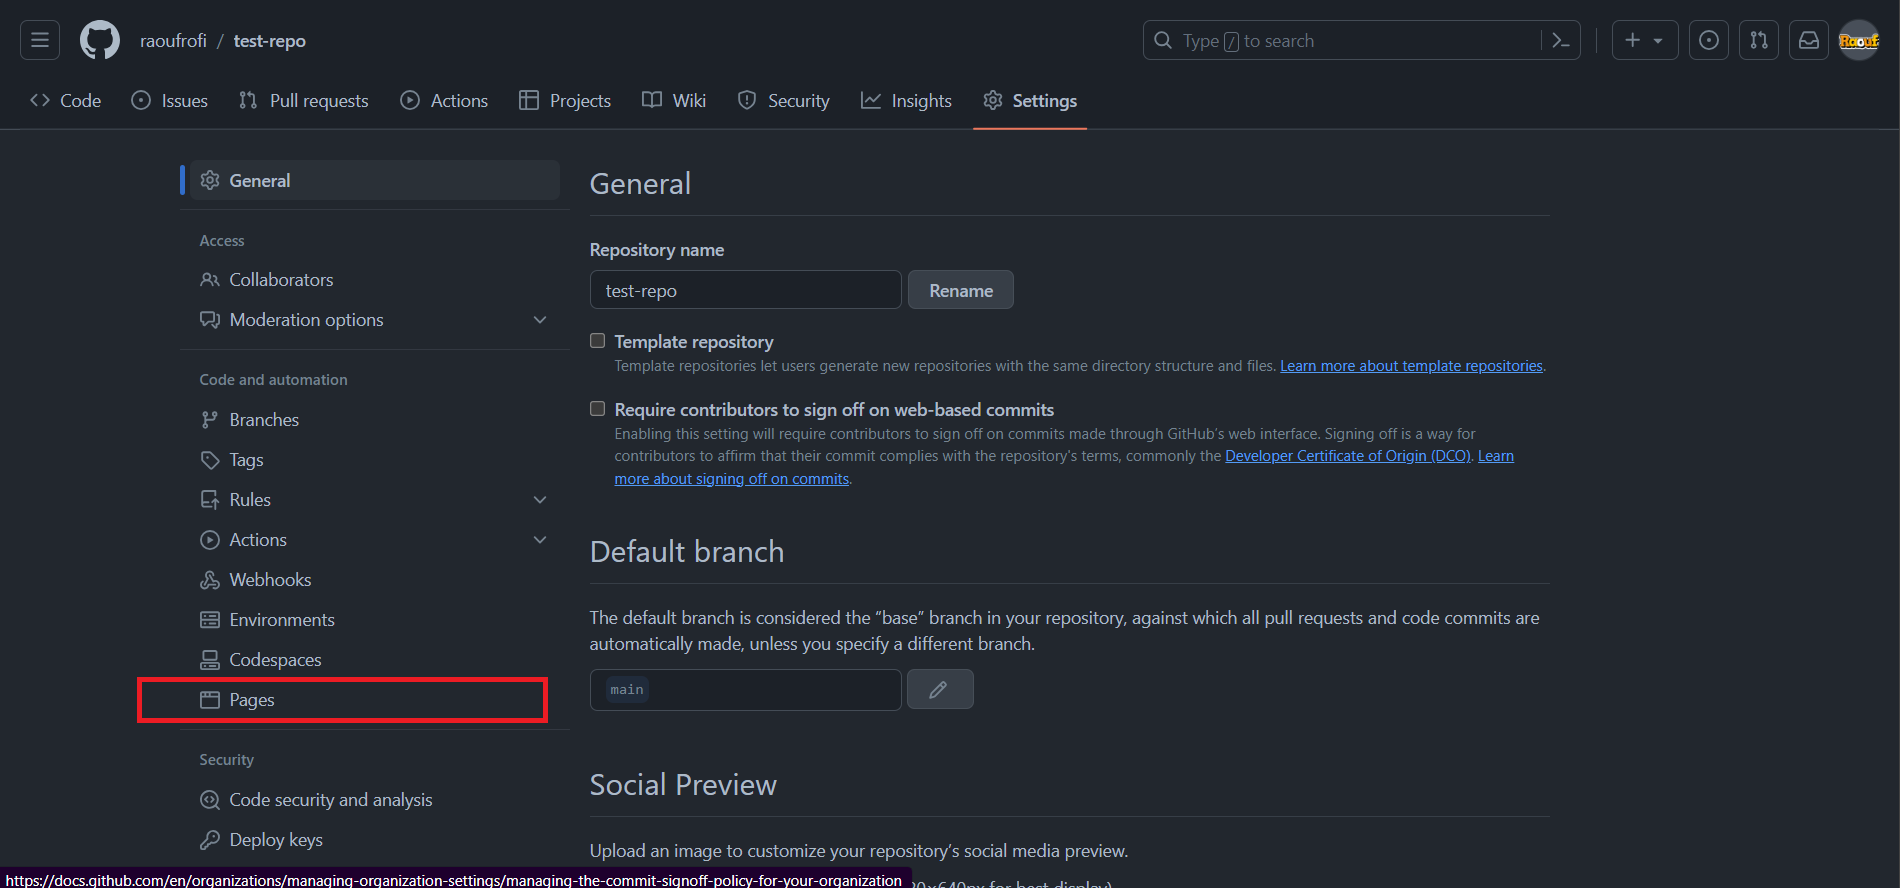 raoufrofi / test-repo
Type / to search
Raouf
Code
Issues
Pull requests
Actions
Projects
Wiki
Security
Insights
Settings
General
Access
Collaborators
Moderation options
Code and automation
Branches
Tags
Rules
Actions
Webhooks
Environments
Codespaces
Pages
Security
Code security and analysis
Deploy keys
General
Repository name
test-repo
Rename
Template repository
Template repositories let users generate new repositories with the same directory structure and files. Learn more about template repositories.
Require contributors to sign off on web-based commits
Enabling this setting will require contributors to sign off on commits made through GitHub's web interface. Signing off is a way for
contributors to affirm that their commit complies with the repository's terms, commonly the Developer Certificate of Origin (DCO). Learn
more about signing off on commits.
Default branch
The default branch is considered the “base” branch in your repository, against which all pull requests and code commits are
automatically made, unless you specify a different branch.
main
Social Preview
Upload an image to customize your repository's social media preview.
for best display)
https://docs.github.com/en/organizations/managing-organization-settings/managing-the-commit-signoff-policy-for-your-organization